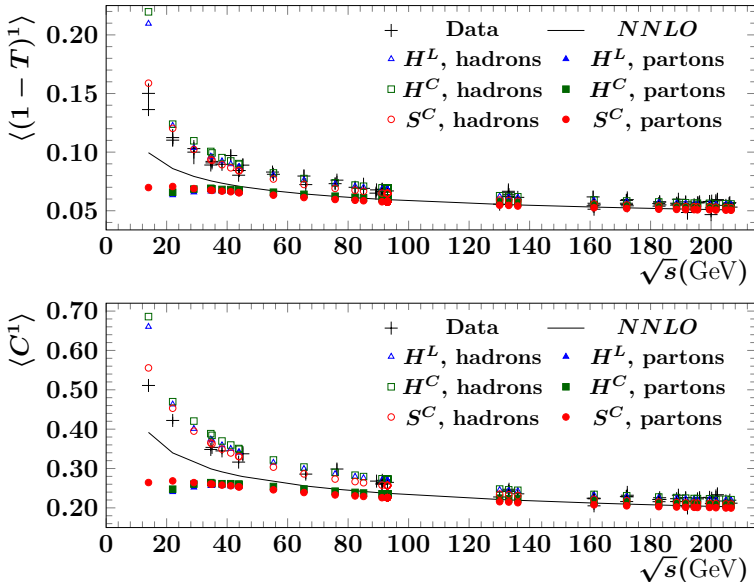 ⟨(1 − T)¹⟩
0.20
0.15
0.10
0.05
Data
NNLO
H^L, hadrons
H^L, partons
H^C, hadrons
H^C, partons
S^C, hadrons
S^C, partons
0 20 40 60 80 100 120 140 160 180 200
√s(GeV)
⟨C¹⟩
0.70
0.60
0.50
0.40
0.30
0.20
Data
NNLO
H^L, hadrons
H^L, partons
H^C, hadrons
H^C, partons
S^C, hadrons
S^C, partons
0 20 40 60 80 100 120 140 160 180 200
√s(GeV)